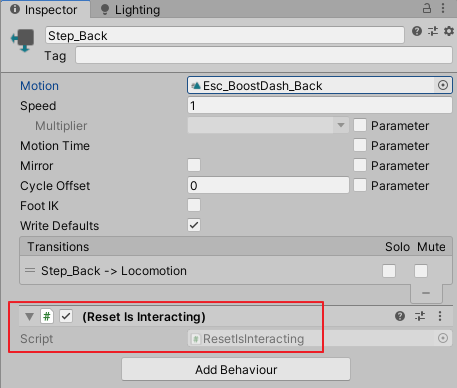 Inspector Lighting
Step_Back
Tag
Motion Esc_BoostDash_Back
Speed 1
Multiplier Parameter
Motion Time Parameter
Mirror Parameter
Cycle Offset 0 Parameter
Foot IK
Write Defaults
Transitions Solo Mute
Step_Back -> Locomotion
# (Reset Is Interacting)
Script # ResetIsInteracting
Add Behaviour